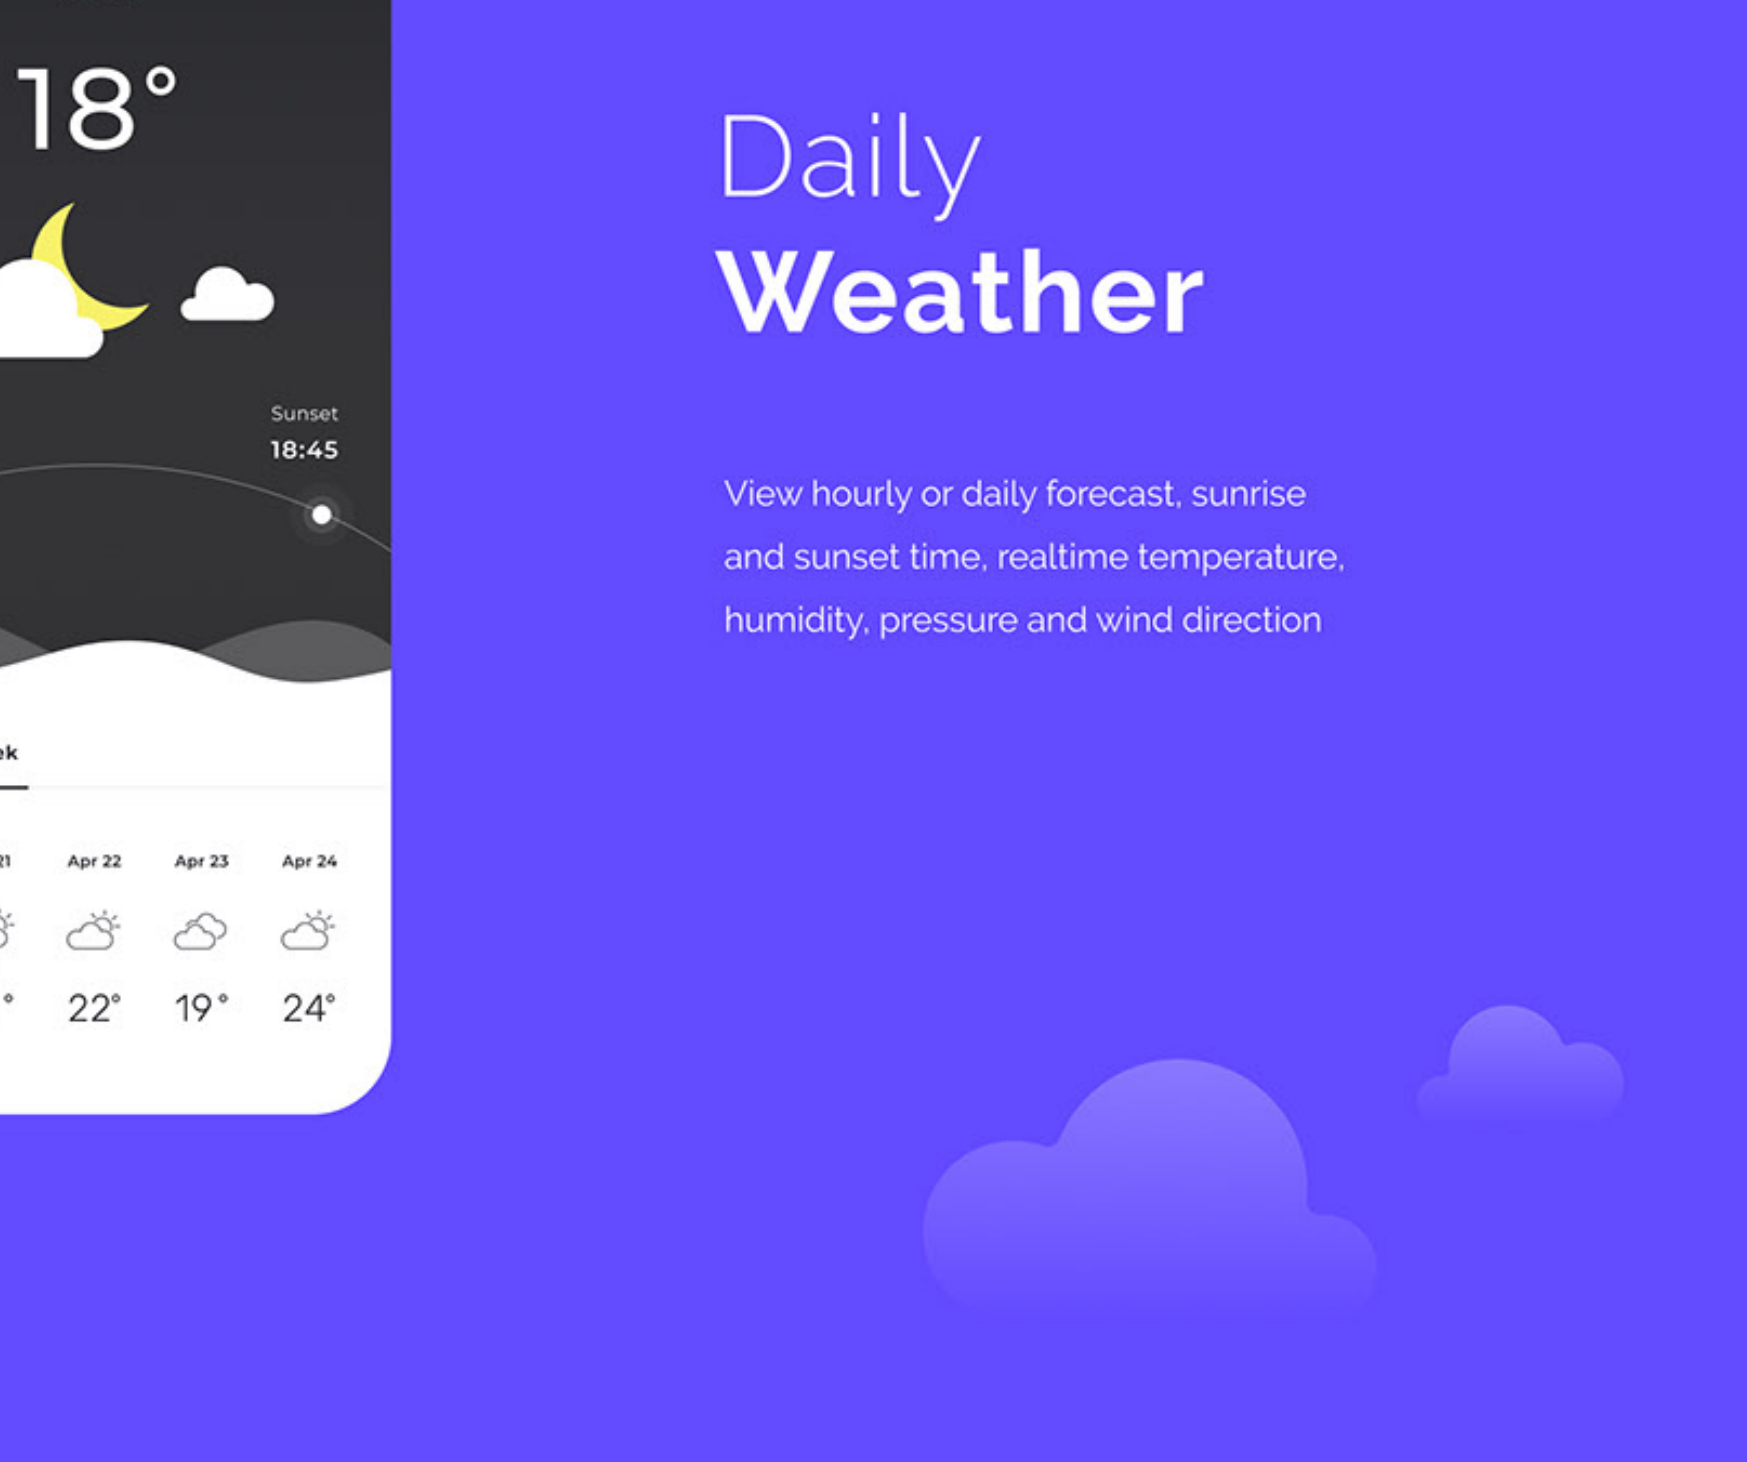 18°
Sunset
18:45
Apr 22 Apr 23 Apr 24
22° 19° 24°
Daily
Weather
View hourly or daily forecast, sunrise
and sunset time, realtime temperature,
humidity, pressure and wind direction